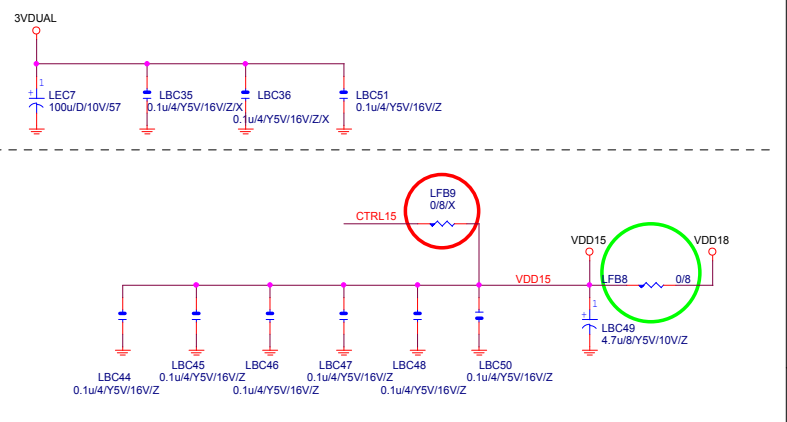 3VDUAL
1
+
LEC7
100u/D/10V/57
LBC35
0.1u/4/Y5V/16V/Z/X
LBC36
0.1u/4/Y5V/16V/Z/X
LBC51
0.1u/4/Y5V/16V/Z
LFB9
0/8/X
CTRL15
VDD15
VDD15
LFB8
0/8
VDD18
1
+
LBC49
4.7u/8/Y5V/10V/Z
LBC44
0.1u/4/Y5V/16V/Z
LBC45
0.1u/4/Y5V/16V/Z
LBC46
0.1u/4/Y5V/16V/Z
LBC47
0.1u/4/Y5V/16V/Z
LBC48
0.1u/4/Y5V/16V/Z
LBC50
0.1u/4/Y5V/16V/Z